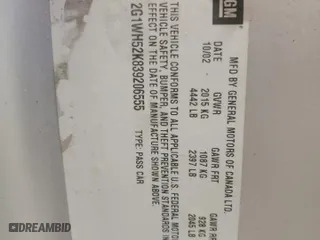 GM
MFD BY GENERAL MOTORS OF CANADA LTD.
DATE GVWR GAWR FRT GAWR RR
10/02 2015 KG 1087 KG 928 KG
4442 LB 2397 LB 2045 LB
THIS VEHICLE CONFORMS TO ALL APPLICABLE U.S. FEDERAL MOTOR
VEHICLE SAFETY, BUMPER, AND THEFT PREVENTION STANDARDS IN
EFFECT ON THE DATE OF MANUFACTURE SHOWN ABOVE.
2G1WH52K839206555 TYPE: PASS CAR
DREAMBID